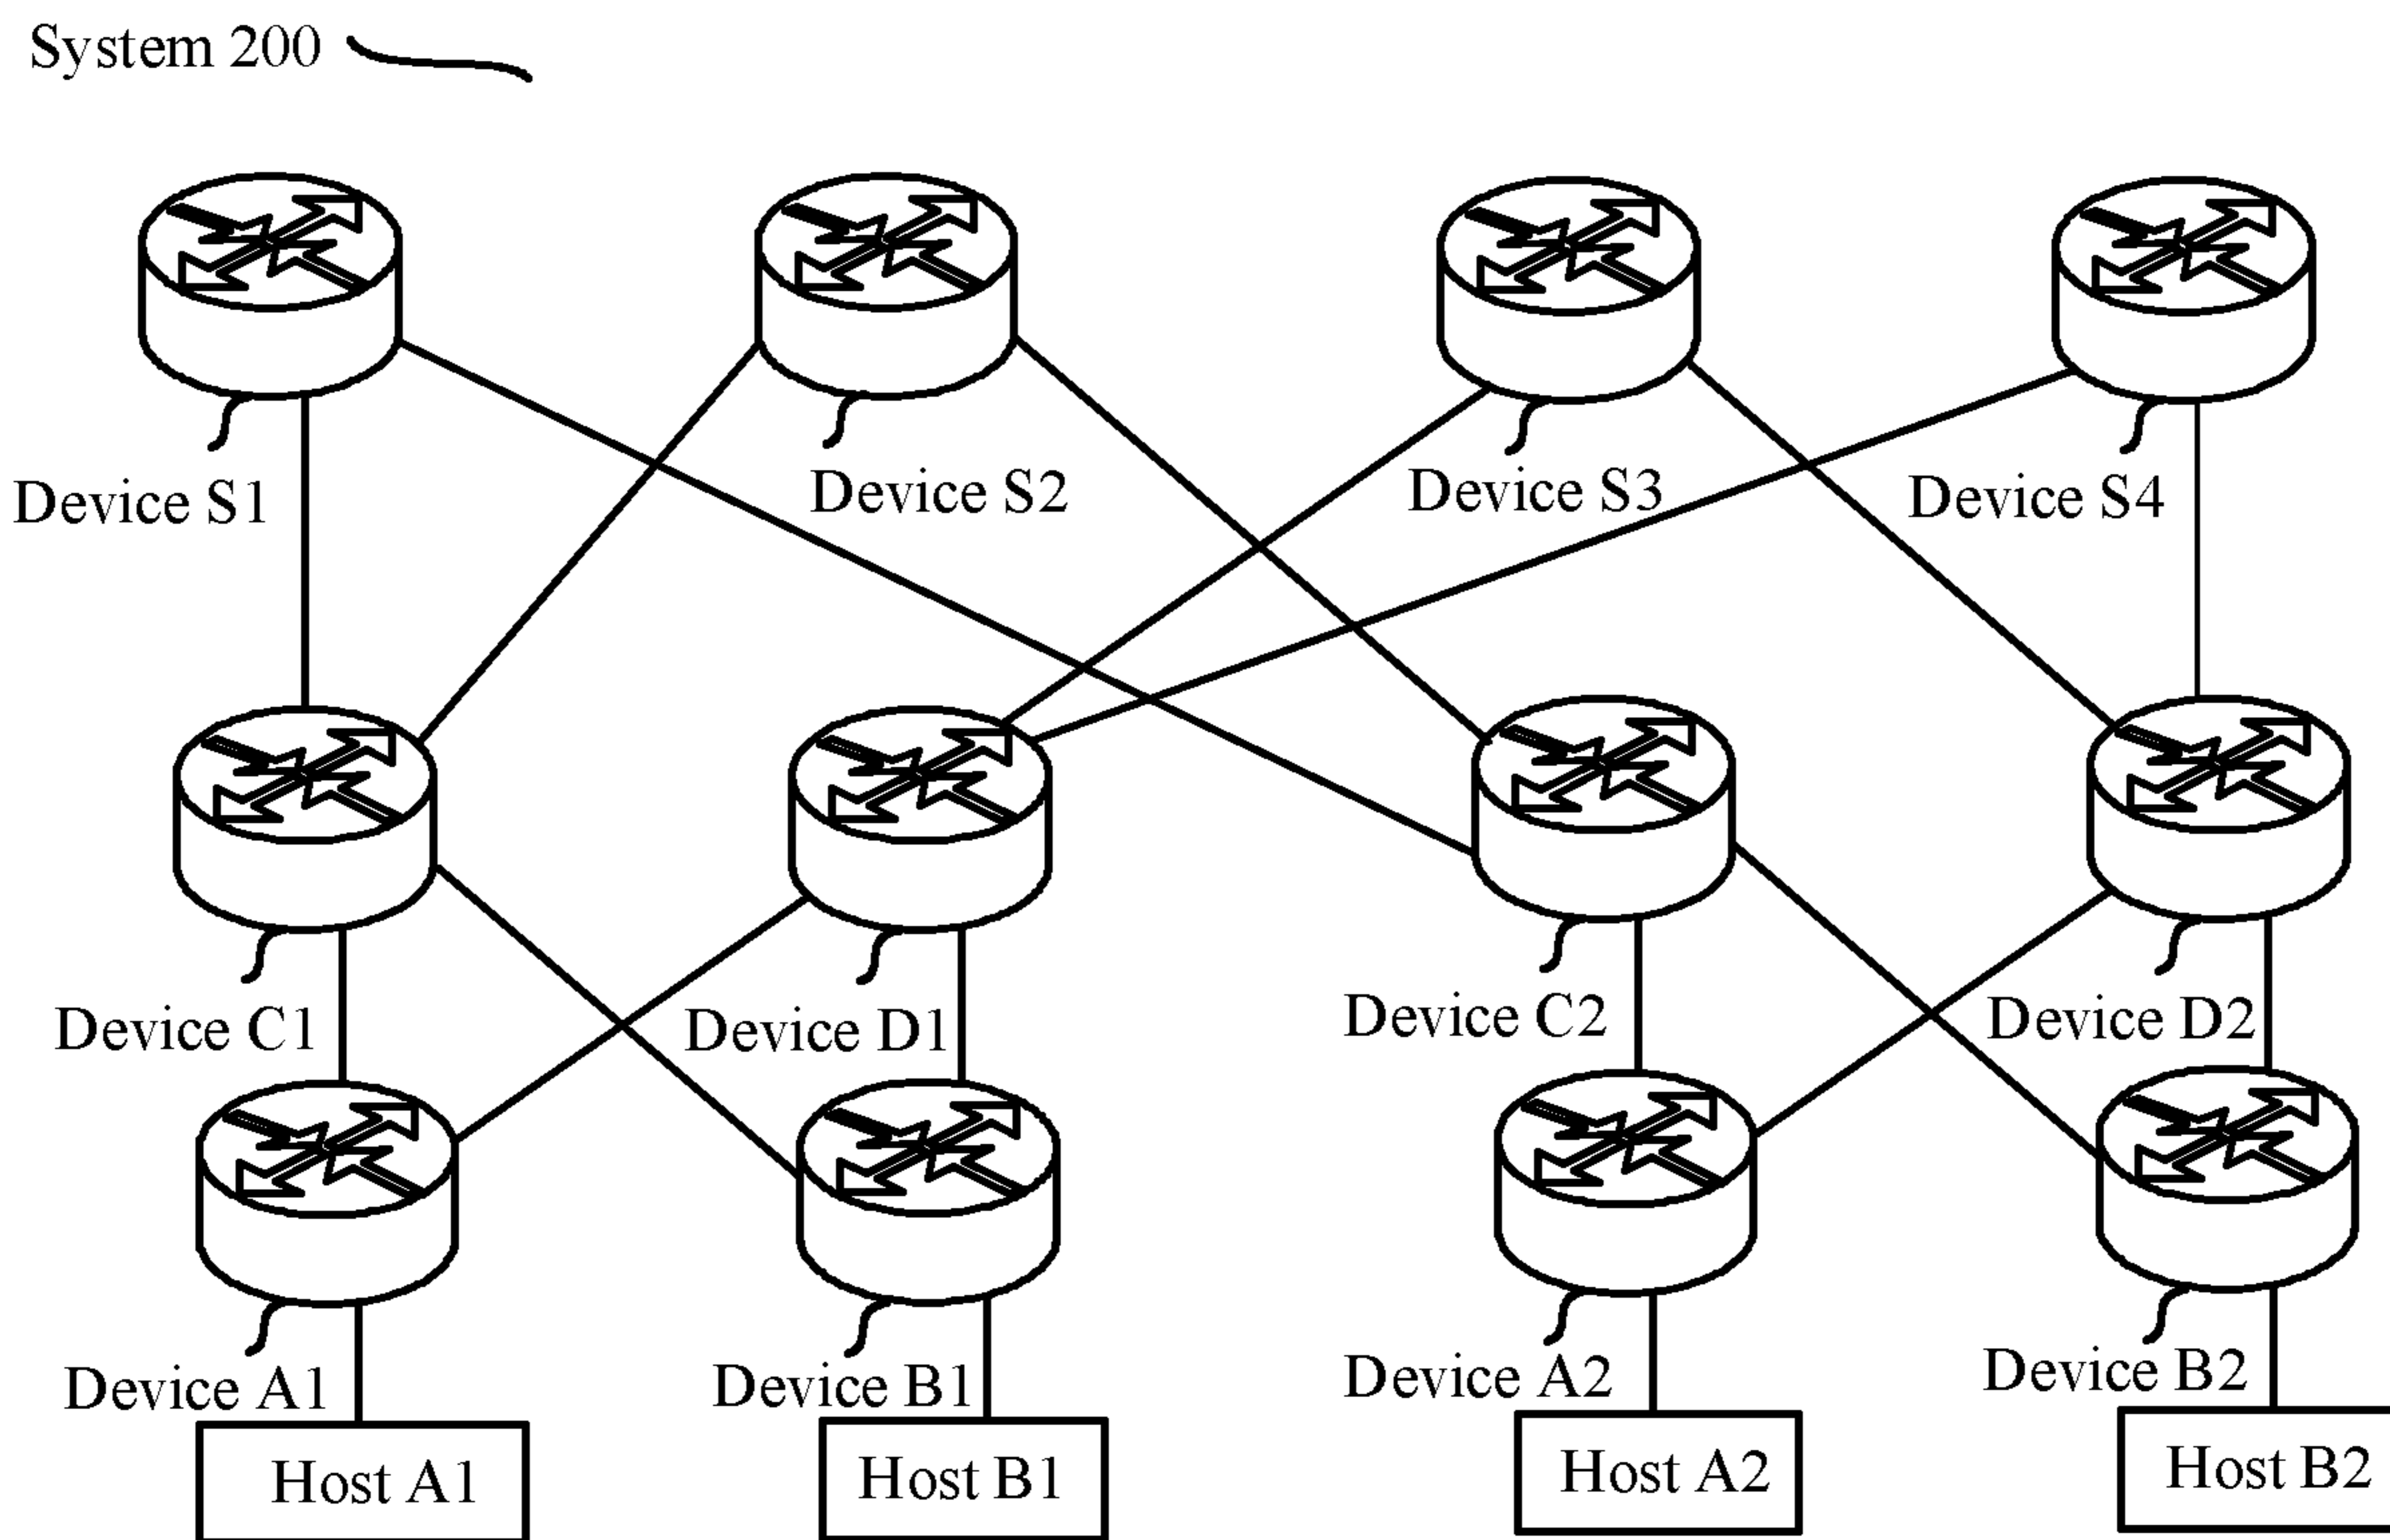 System 200
Device S1
Device S2
Device S3
Device S4
Device C1
Device D1
Device C2
Device D2
Device A1
Device B1
Device A2
Device B2
Host A1
Host B1
Host A2
Host B2